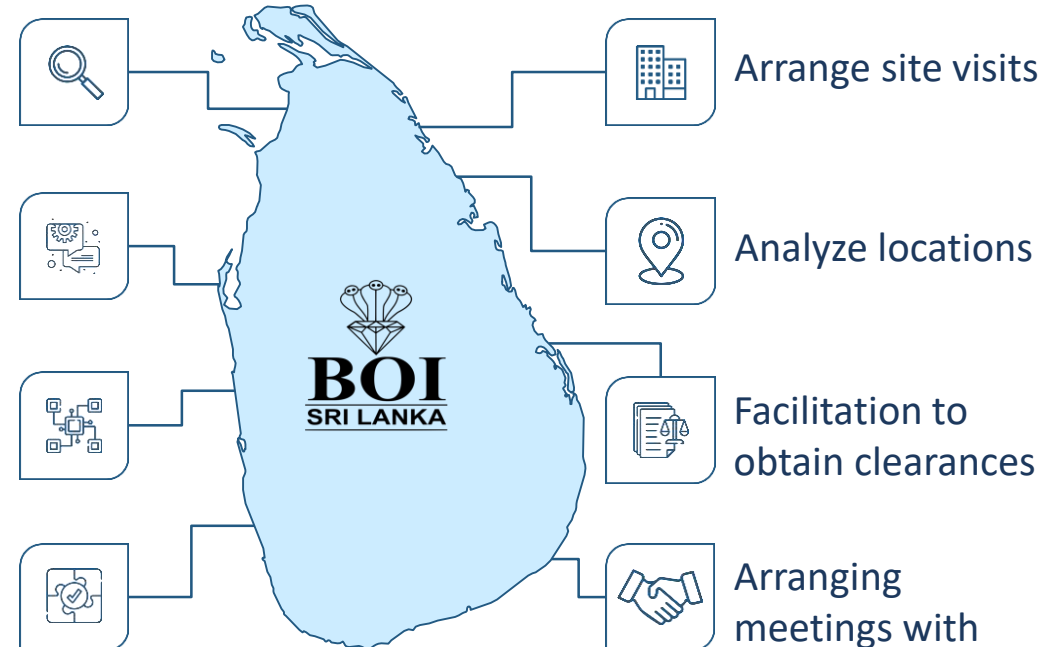 Arrange site visits
Analyze locations
BOI
SRI LANKA
Facilitation to
obtain clearances
Arranging
meetings with